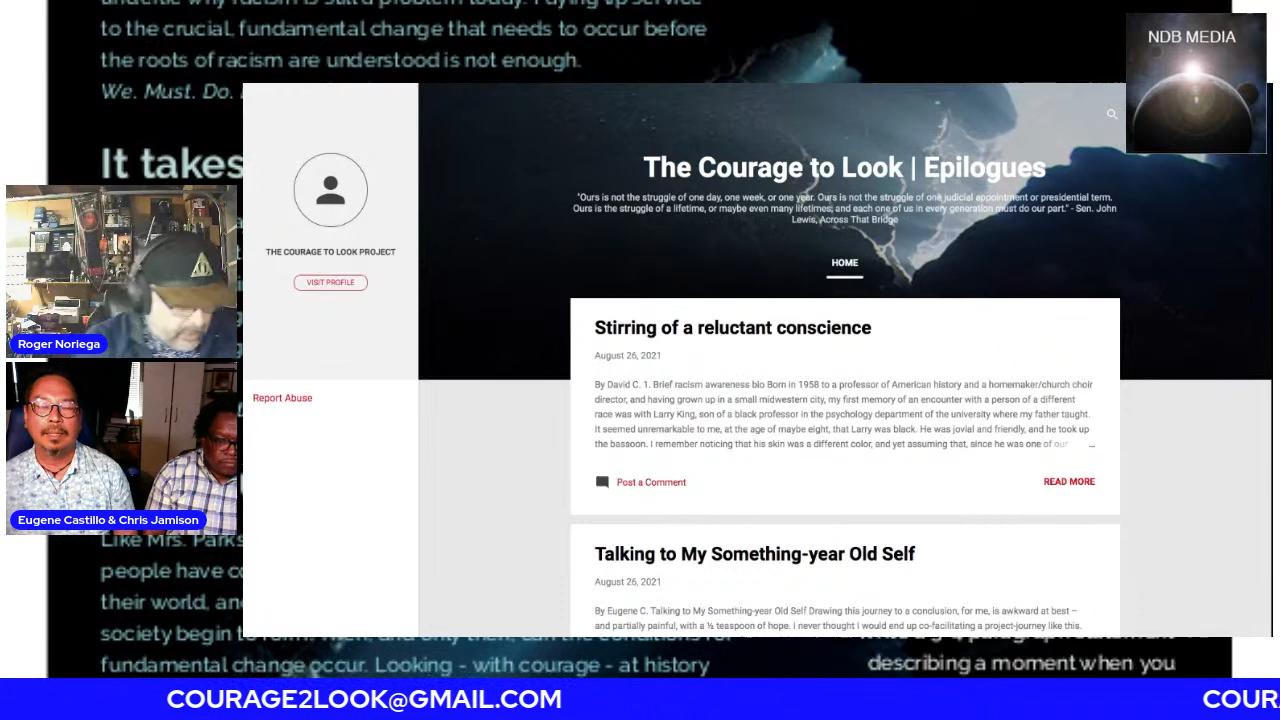 to the crucial, fundamental change that needs to occur before
the roots of racism are understood is not enough.
We. Must. Do.
It takes
NDB MEDIA
The Courage to Look | Epilogues
"Ours is not the struggle of one day, one week, or one year. Ours is not the struggle of one judicial appointment or presidential term.
Ours is the struggle of a lifetime, or maybe even many lifetimes, and each one of us in every generation must do our part." - Sen. John
Lewis, Across That Bridge
HOME
THE COURAGE TO LOOK PROJECT
VISIT PROFILE
Report Abuse
Stirring of a reluctant conscience
August 26, 2021
By David C. 1. Brief racism awareness bio Born in 1958 to a professor of American history and a homemaker/church choir
director, and having grown up in a small midwestern city, my first memory of an encounter with a person of a different
race was with Larry King, son of a black professor in the psychology department of the university where my father taught.
It seemed unremarkable to me, at the age of maybe eight, that Larry was black. He was jovial and friendly, and he took up
the bassoon. I remember noticing that his skin was a different color, and yet assuming that, since he was one of our ...
Post a Comment
READ MORE
Talking to My Something-year Old Self
August 26, 2021
By Eugene C. Talking to My Something-year Old Self Drawing this journey to a conclusion, for me, is awkward at best –
and partially painful, with a ½ teaspoon of hope. I never thought I would end up co-facilitating a project-journey like this.
Roger Noriega
Eugene Castillo & Chris Jamison
Like Mrs. Parks
people have
their world, and
society begin
fundamental change occur. Looking - with courage - at history
describing a moment when you
COURAGE2LOOK@GMAIL.COM
COUR